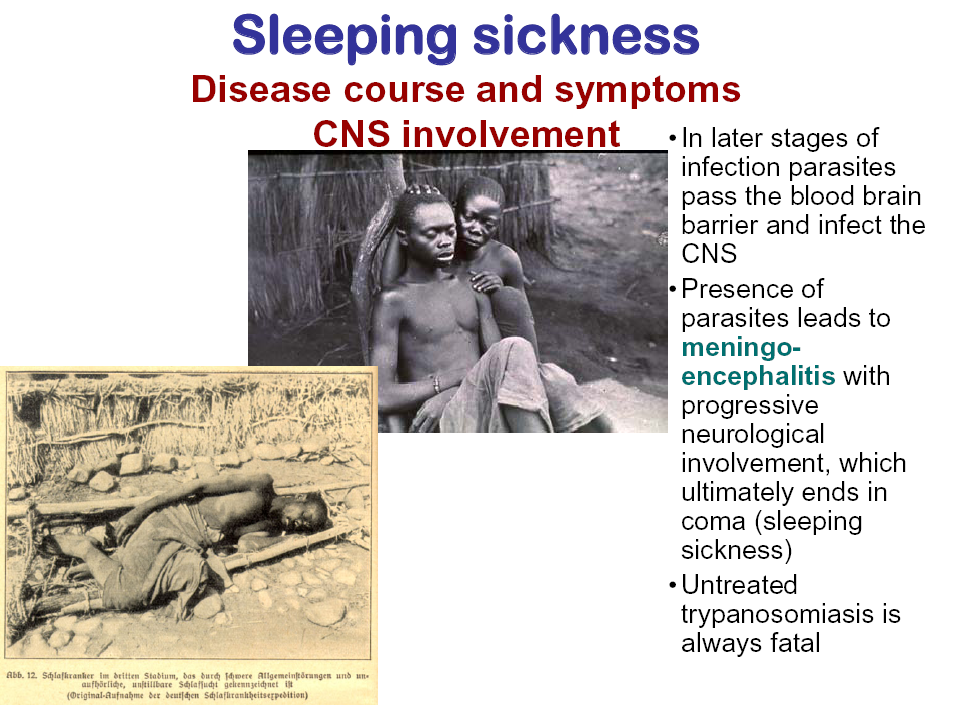 Sleeping sickness
Disease course and symptoms
CNS involvement
• In later stages of
infection parasites
pass the blood brain
barrier and infect the
CNS
• Presence of
parasites leads to
meningo-
encephalitis with
progressive
neurological
involvement, which
ultimately ends in
coma (sleeping
sickness)
• Untreated
trypanosomiasis is
always fatal
Abb. 12. Schlafkranker im dritten Stadium, das durch schwere Allgemeinstörungen und un-
aufhörliche, unstillbare Schlafsucht gekennzeichnet ist
(Original-Aufnahme der deutschen Schlafkrankheitsexpedition)